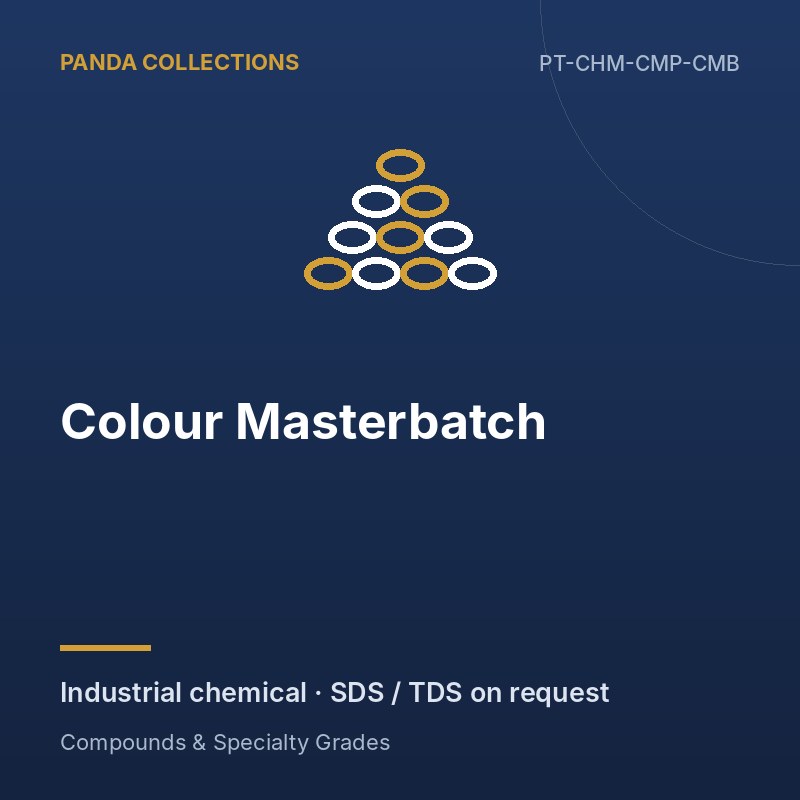 PANDA COLLECTIONS
PT-CHM-CMP-CMB
Colour Masterbatch
Industrial chemical · SDS / TDS on request
Compounds & Specialty Grades